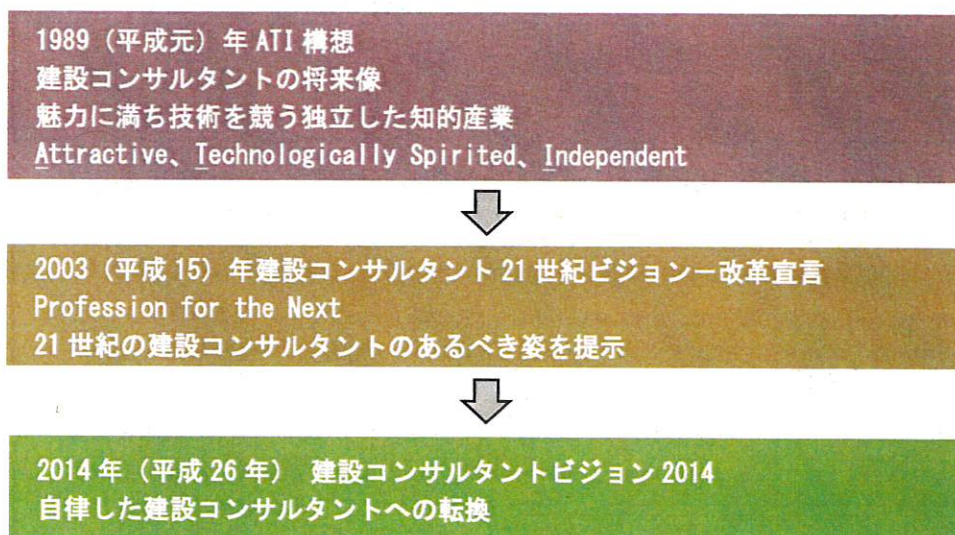 1989（平成元）年 ATI 構想
建設コンサルタントの将来像
魅力に満ち技術を競う独立した知的産業
Attractive、Technologically Spirited、Independent
2003（平成 15）年建設コンサルタント 21 世紀ビジョンー改革宣言
Profession for the Next
21 世紀の建設コンサルタントのあるべき姿を提示
2014 年（平成 26 年） 建設コンサルタントビジョン 2014
自律した建設コンサルタントへの転換